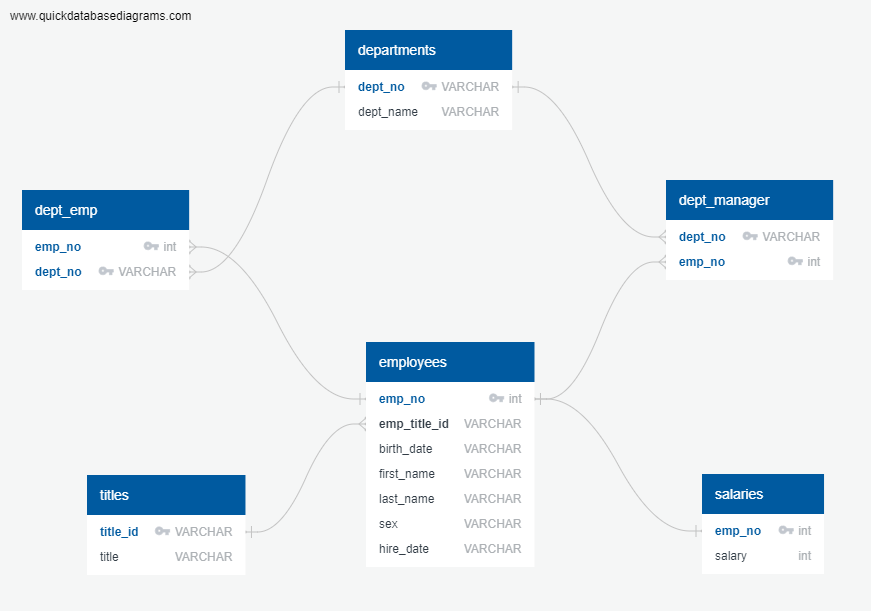 www.quickdatabasediagrams.com
departments
dept_no VARCHAR
dept_name VARCHAR
dept_emp
emp_no int
dept_no VARCHAR
dept_manager
dept_no VARCHAR
emp_no int
employees
emp_no int
emp_title_id VARCHAR
birth_date VARCHAR
first_name VARCHAR
last_name VARCHAR
sex VARCHAR
hire_date VARCHAR
titles
title_id VARCHAR
title VARCHAR
salaries
emp_no int
salary int